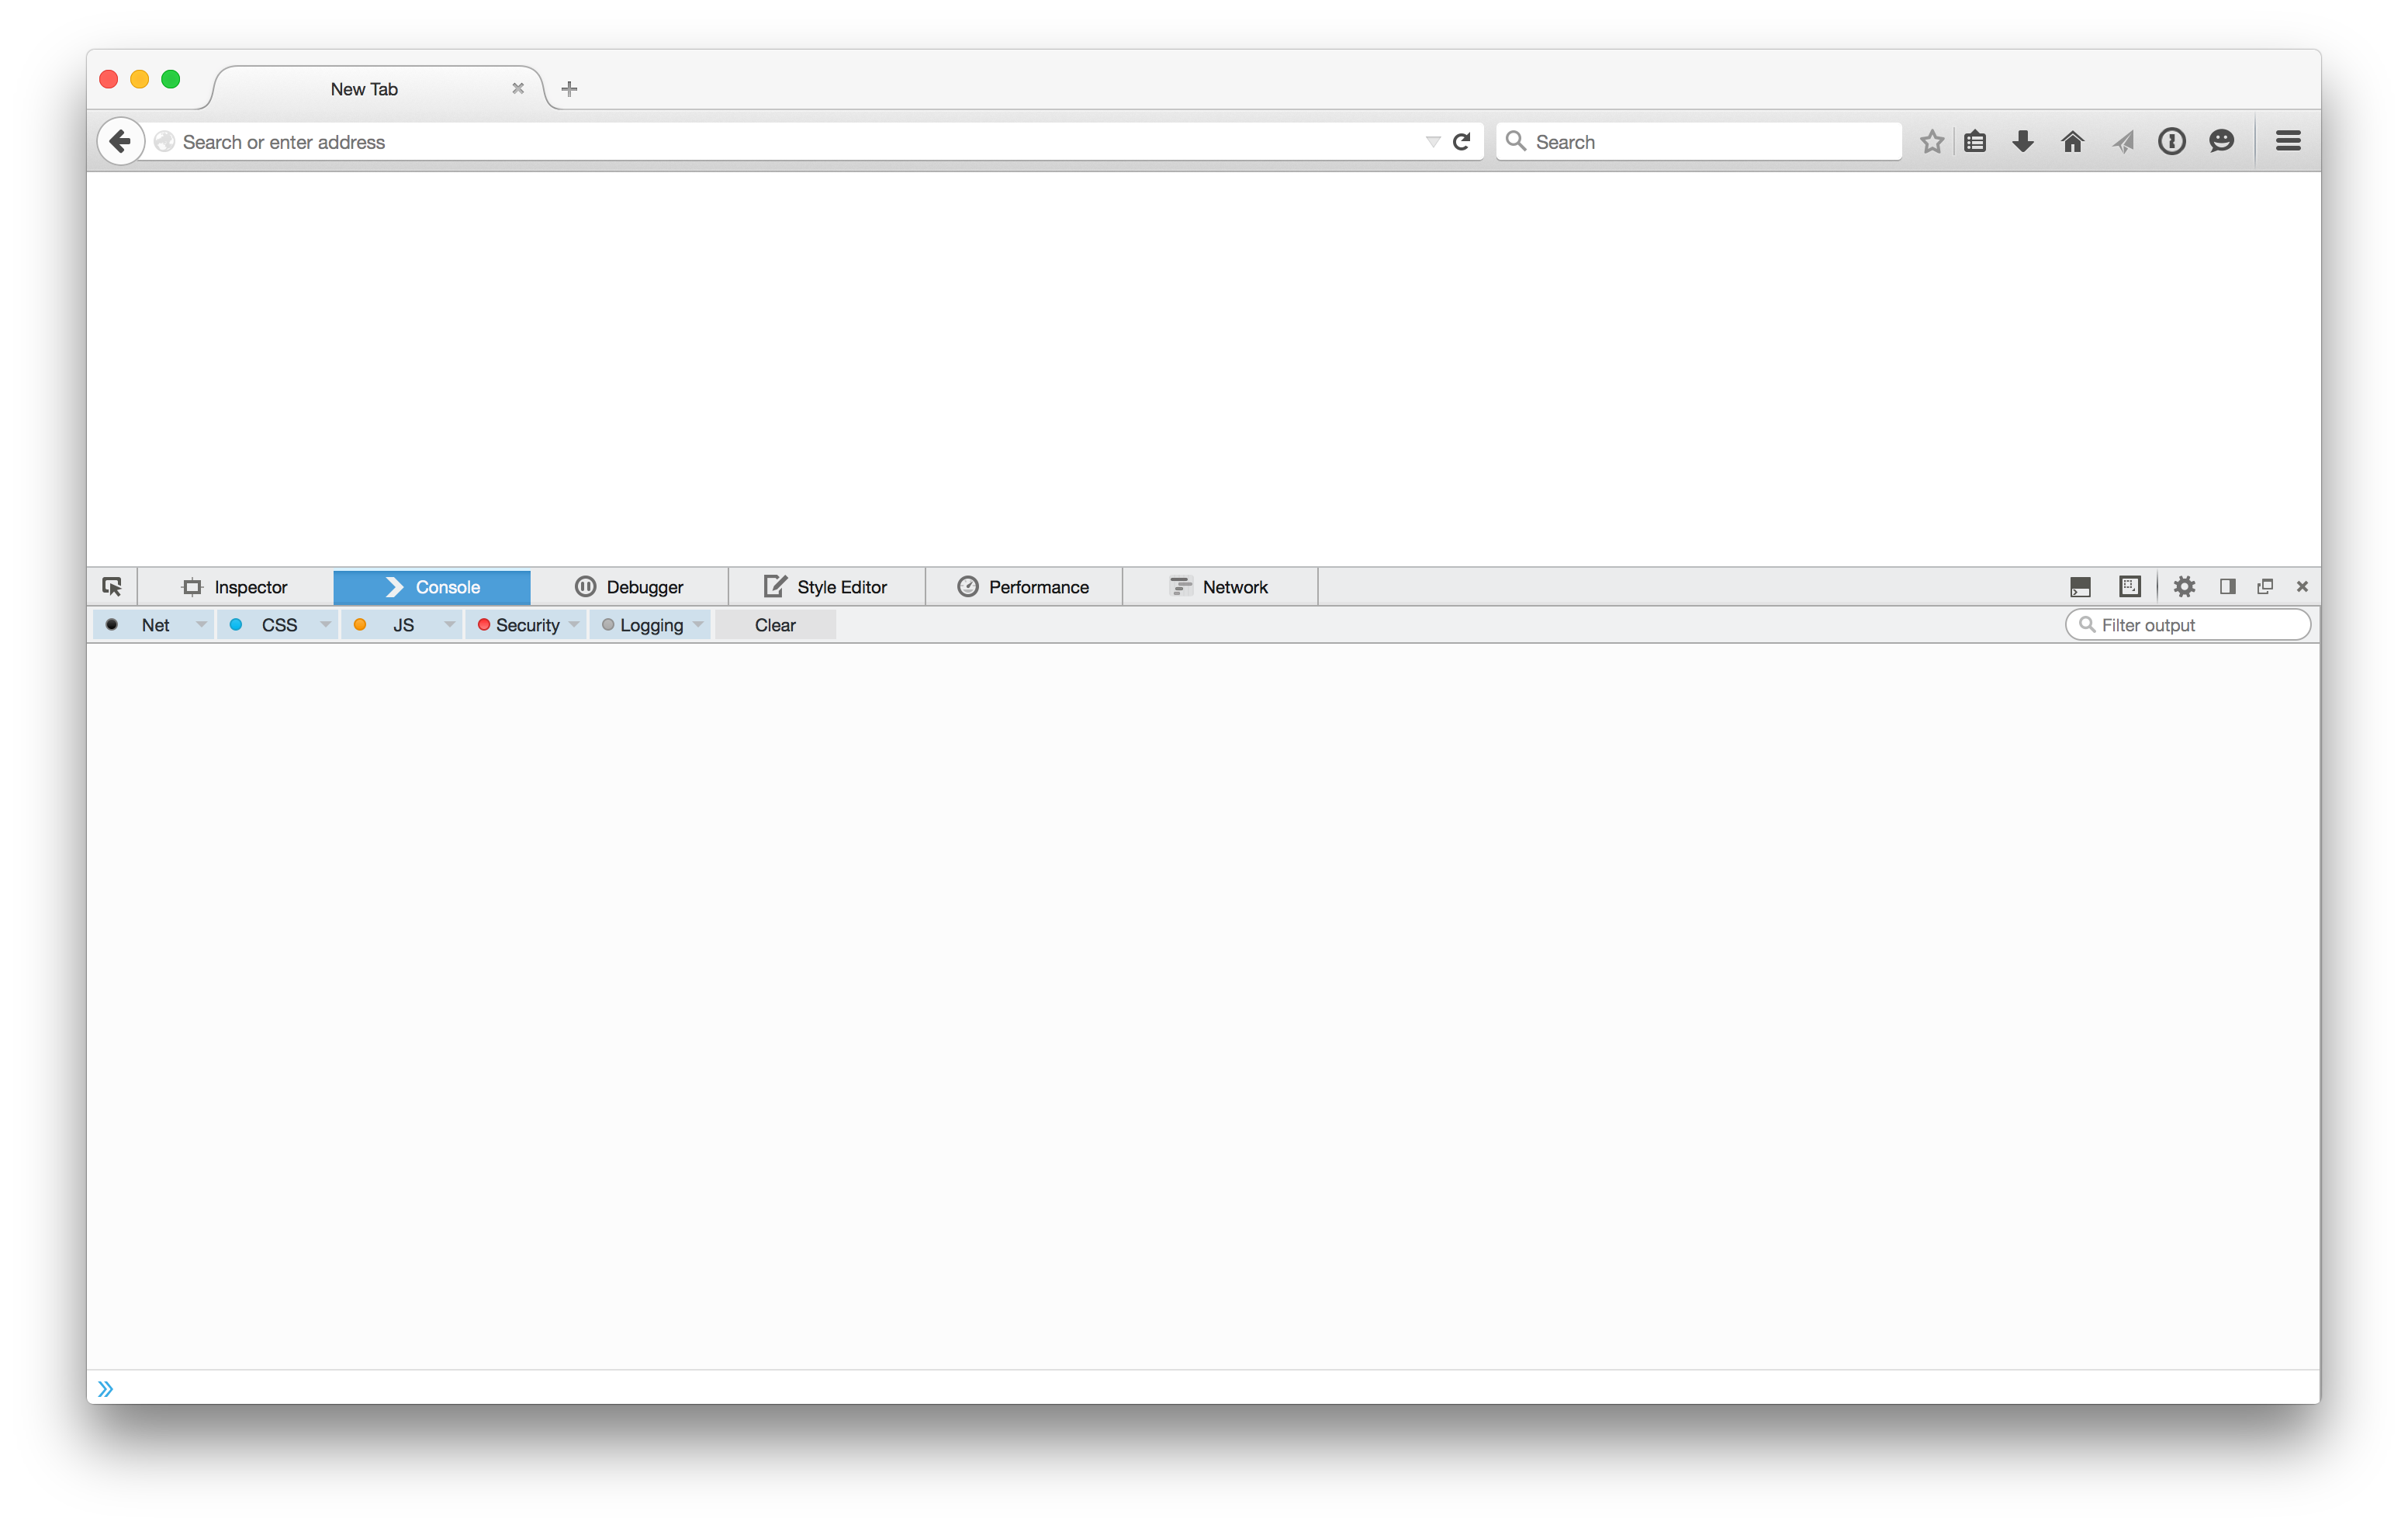 New Tab
Search or enter address
Search
Inspector Console Debugger Style Editor Performance Network
Net CSS JS Security Logging Clear Filter output